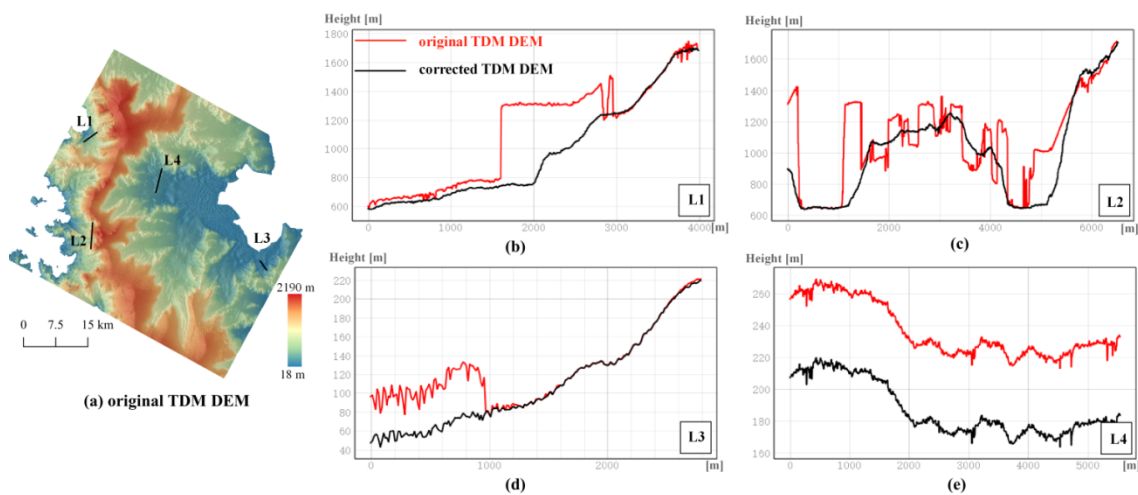 L1
L4
L2
L3
2190 m
18 m
0 7.5 15 km
(a) original TDM DEM
Height [m]
original TDM DEM
corrected TDM DEM
1800
1600
1400
1200
1000
800
600
0 1000 2000 3000 4000 [m]
L1
(b)
Height [m]
1600
1400
1200
1000
800
600
0 2000 4000 6000 [m]
L2
(c)
Height [m]
220
200
180
160
140
120
100
80
60
40
0 1000 2000 [m]
L3
(d)
Height [m]
260
240
220
200
180
160
0 1000 2000 3000 4000 5000 [m]
L4
(e)